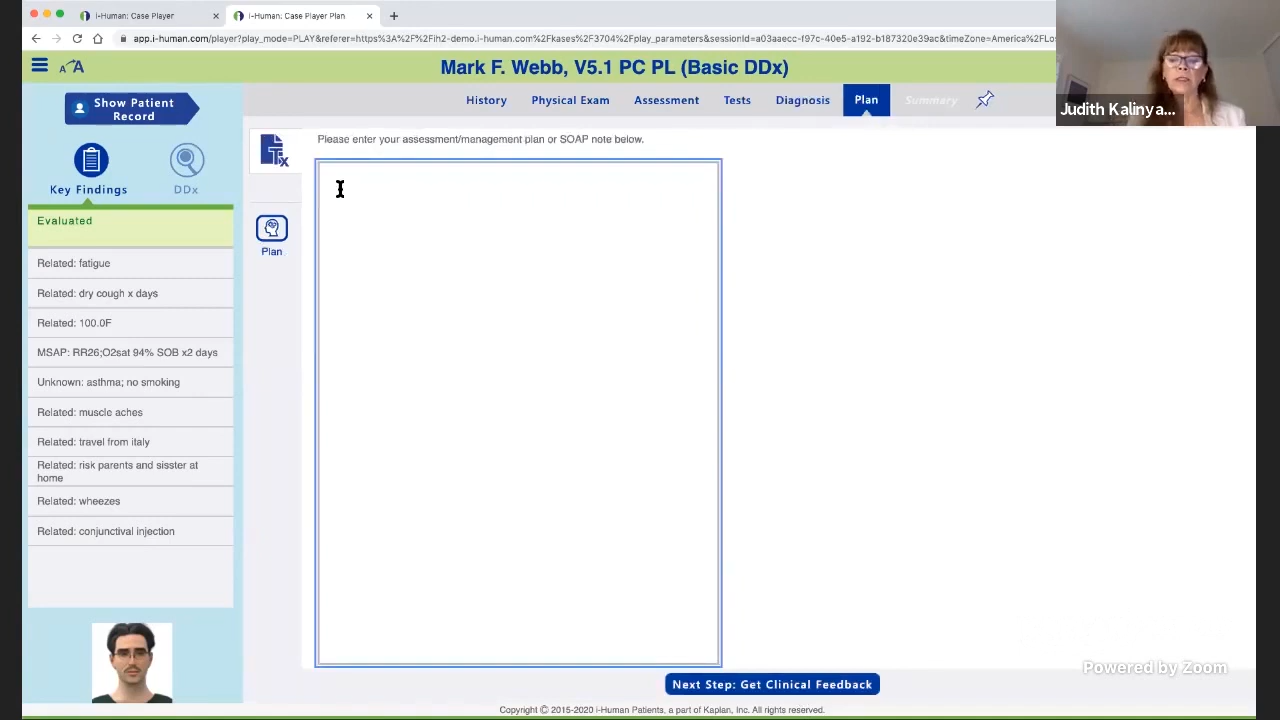 i-Human: Case Player
i-Human: Case Player Plan
app.i-human.com/player?play_mode=PLAY&referer=https%3A%2F%2Fih2-demo.i-human.com%2Fkases%2F3704%2Fplay_parameters&sessionId=a03aaecc-f97c-40e5-a192-b187320e39ac&timeZone=America%2FLos
AA
Mark F. Webb, V5.1 PC PL (Basic DDx)
Judith Kalinya...
Show Patient
Record
History
Physical Exam
Assessment
Tests
Diagnosis
Plan
Summary
Please enter your assessment/management plan or SOAP note below.
Tx
Key Findings
DDx
Evaluated
Plan
Related: fatigue
Related: dry cough x days
Related: 100.0F
MSAP: RR26;O2sat 94% SOB x2 days
Unknown: asthma; no smoking
Related: muscle aches
Related: travel from italy
Related: risk parents and sisster at
home
Related: wheezes
Related: conjunctival injection
Powered by Zoom
Next Step: Get Clinical Feedback
Copyright © 2015-2020 i-Human Patients, a part of Kaplan, Inc. All rights reserved.